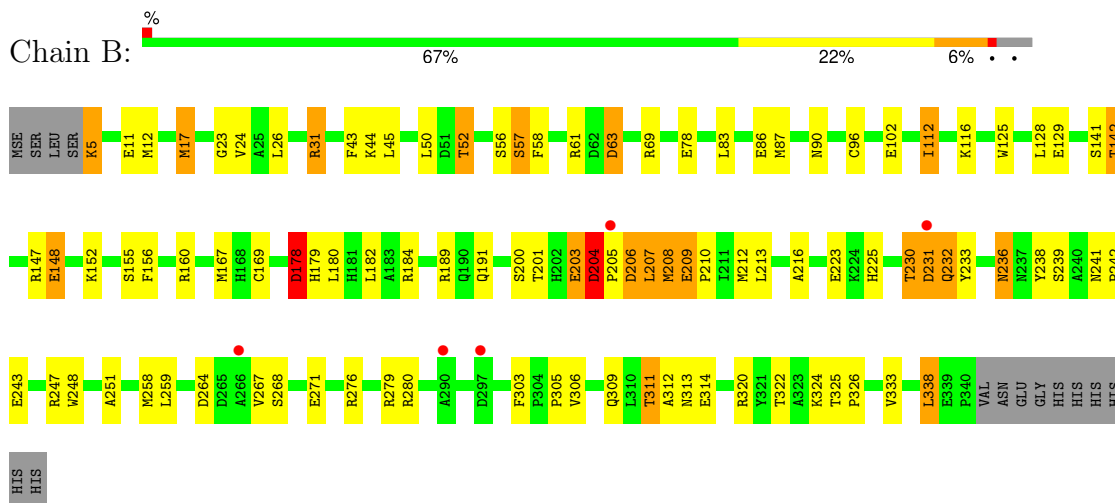 %
Chain B:
67% 22% 6% • •
MSE SER LEU SER K5 E11 M12 M17 G23 V24 A25 L26 R31 F43 K44 L45 L50 D51 T52 S56 S57 F58 R61 D62 D63 R69 E78 L83 E86 M87 N90 C96 E102 I112 K116 W125 L128 E129 S141 T142
R147 E148 K152 S155 F156 R160 M167 H168 C169 D178 H179 L180 H181 L182 A183 R184 R189 Q190 Q191 S200 T201 H202 E203 D204 P205 D206 L207 M208 E209 P210 I211 M212 L213 A216 E223 K224 H225 T230 D231 Q232 Y233 N236 N237 Y238 S239 A240 N241 R242
E243 R247 W248 A251 M258 L259 D264 D265 A266 V267 S268 E271 R276 R279 R280 A290 D297 F303 P304 P305 V306 Q309 L310 T311 A312 N313 E314 R320 Y321 T322 A323 K324 T325 P326 V333 L338 E339 P340 VAL ASN GLU GLY HIS HIS HIS HIS
HIS HIS